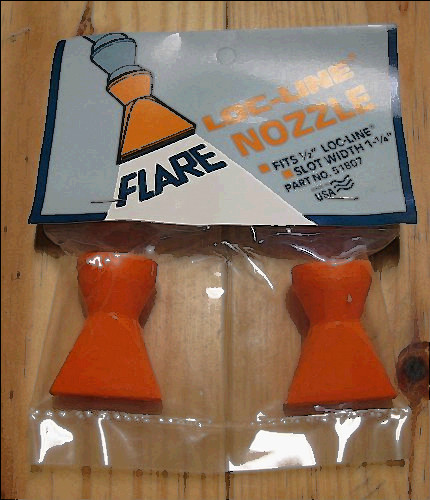 LOC-LINE®
NOZZLE
FITS ½" LOC-LINE®
SLOT WIDTH 1-¼"
PART NO. 51807
USA
FLARE